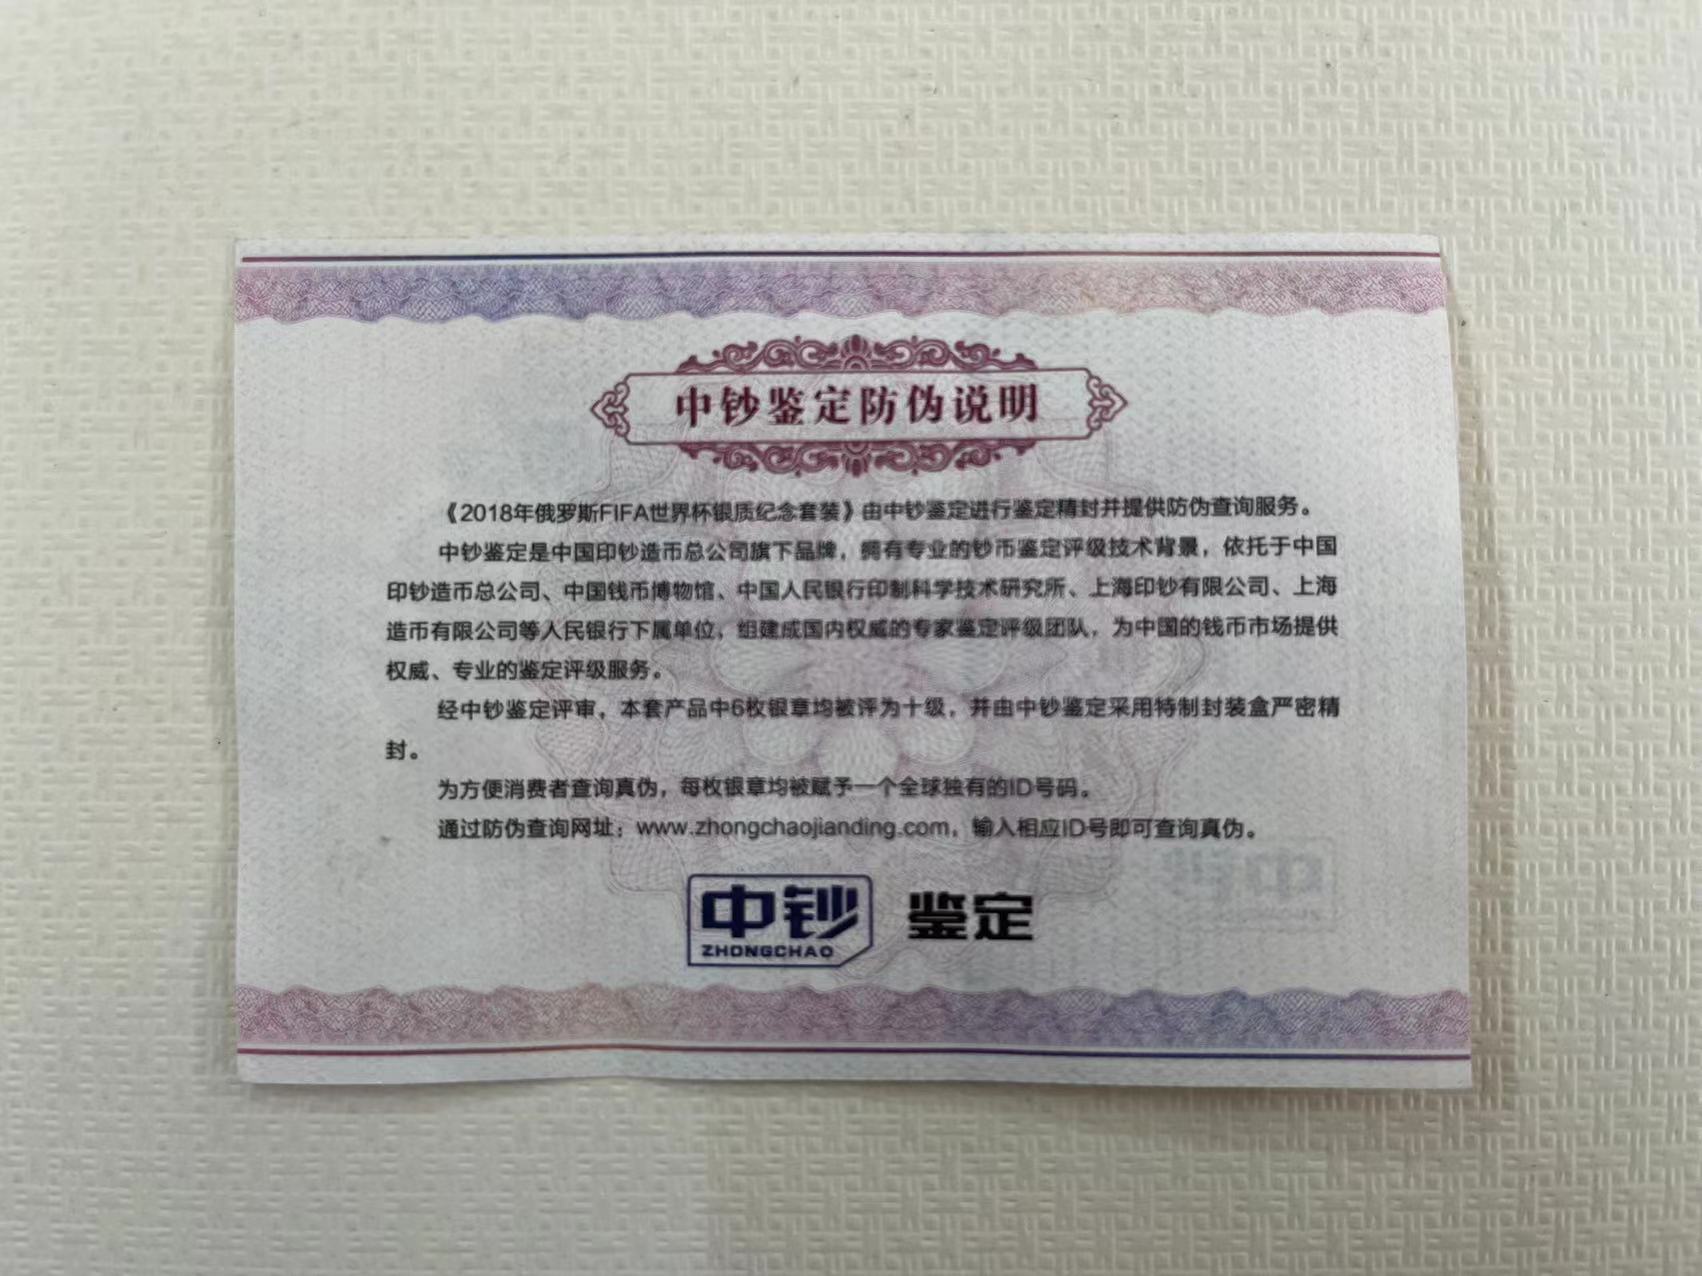 中钞鉴定防伪说明
《2018年俄罗斯FIFA世界杯银质纪念套装》由中钞鉴定进行鉴定精封并提供防伪查询服务。
中钞鉴定是中国印钞造币总公司旗下品牌，拥有专业的钞币鉴定评级技术背景，依托于中国
印钞造币总公司、中国钱币博物馆、中国人民银行印制科学技术研究所、上海印钞有限公司、上海
造币有限公司等人民银行下属单位，组建成国内权威的专家鉴定评级团队，为中国的钱币市场提供
权威、专业的鉴定评级服务。
经中钞鉴定评审，本套产品中6枚银章均被评为十级，并由中钞鉴定采用特制封装盒严密精
封。
为方便消费者查询真伪，每枚银章均被赋予一个全球独有的ID号码。
通过防伪查询网址：www.zhongchaojianding.com，输入相应ID号即可查询真伪。
中钞 鉴定
ZHONGCHAO